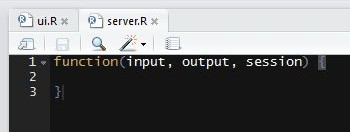 ui.R × server.R ×
1 function(input, output, session) {
2
3 }